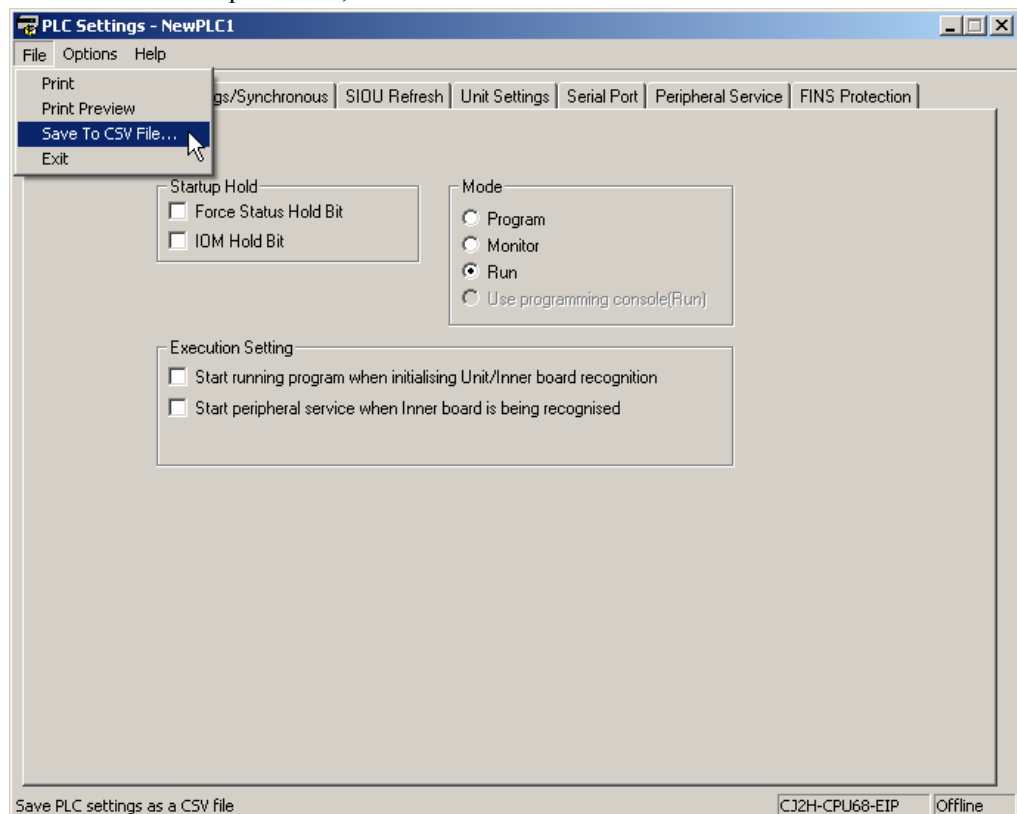 PLC Settings - NewPLC1
File Options Help
Print
Print Preview
Save To CSV File...
Exit
SIOU Refresh Unit Settings Serial Port Peripheral Service FINS Protection
Startup Hold
Force Status Hold Bit
IOM Hold Bit
Mode
Program
Monitor
Run
Use programming console(Run)
Execution Setting
Start running program when initialising Unit/Inner board recognition
Start peripheral service when Inner board is being recognised
Save PLC settings as a CSV file CJ2H-CPU68-EIP Offline